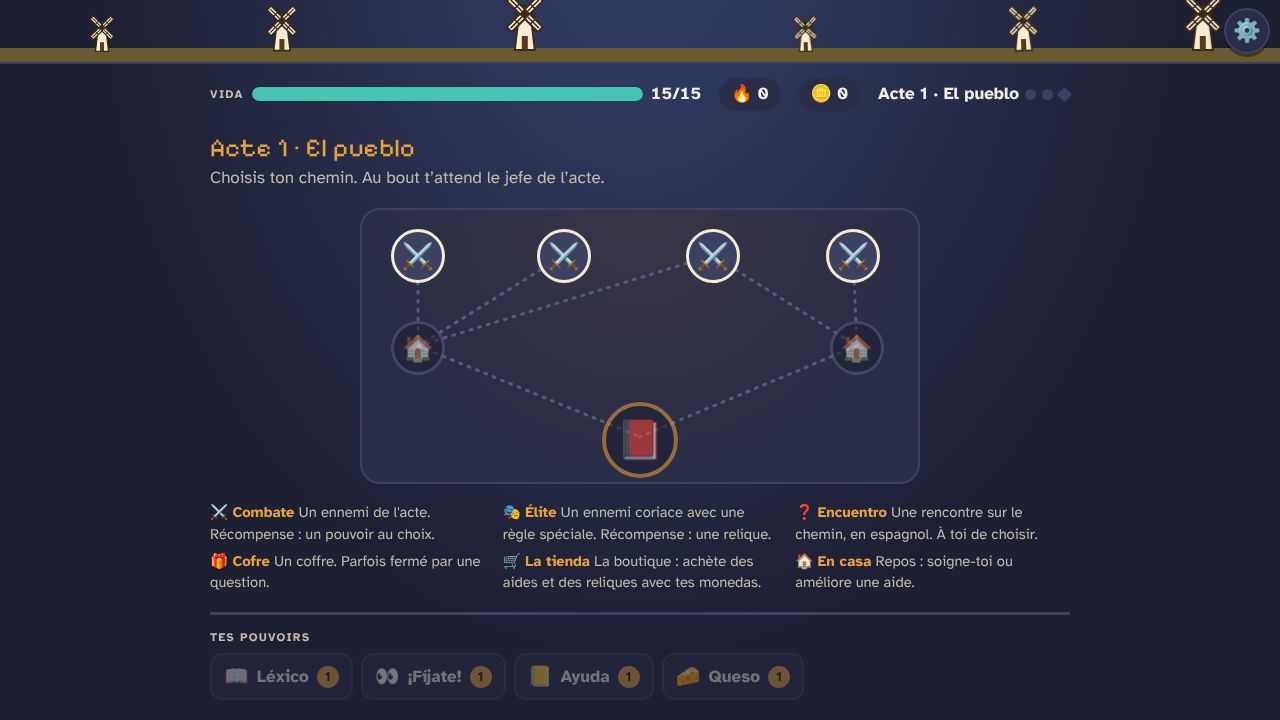 VIDA 15/15 0 0 Acte 1 · El pueblo
Acte 1 · El pueblo
Choisis ton chemin. Au bout t’attend le jefe de l’acte.
Combate Un ennemi de l'acte. Récompense : un pouvoir au choix.
Élite Un ennemi coriace avec une règle spéciale. Récompense : une relique.
Encuentro Une rencontre sur le chemin, en espagnol. À toi de choisir.
Cofre Un coffre. Parfois fermé par une question.
La tienda La boutique : achète des aides et des reliques avec tes monedas.
En casa Repos : soigne-toi ou améliore une aide.
TES POUVOIRS
Léxico 1 ¡Fíjate! 1 Ayuda 1 Queso 1